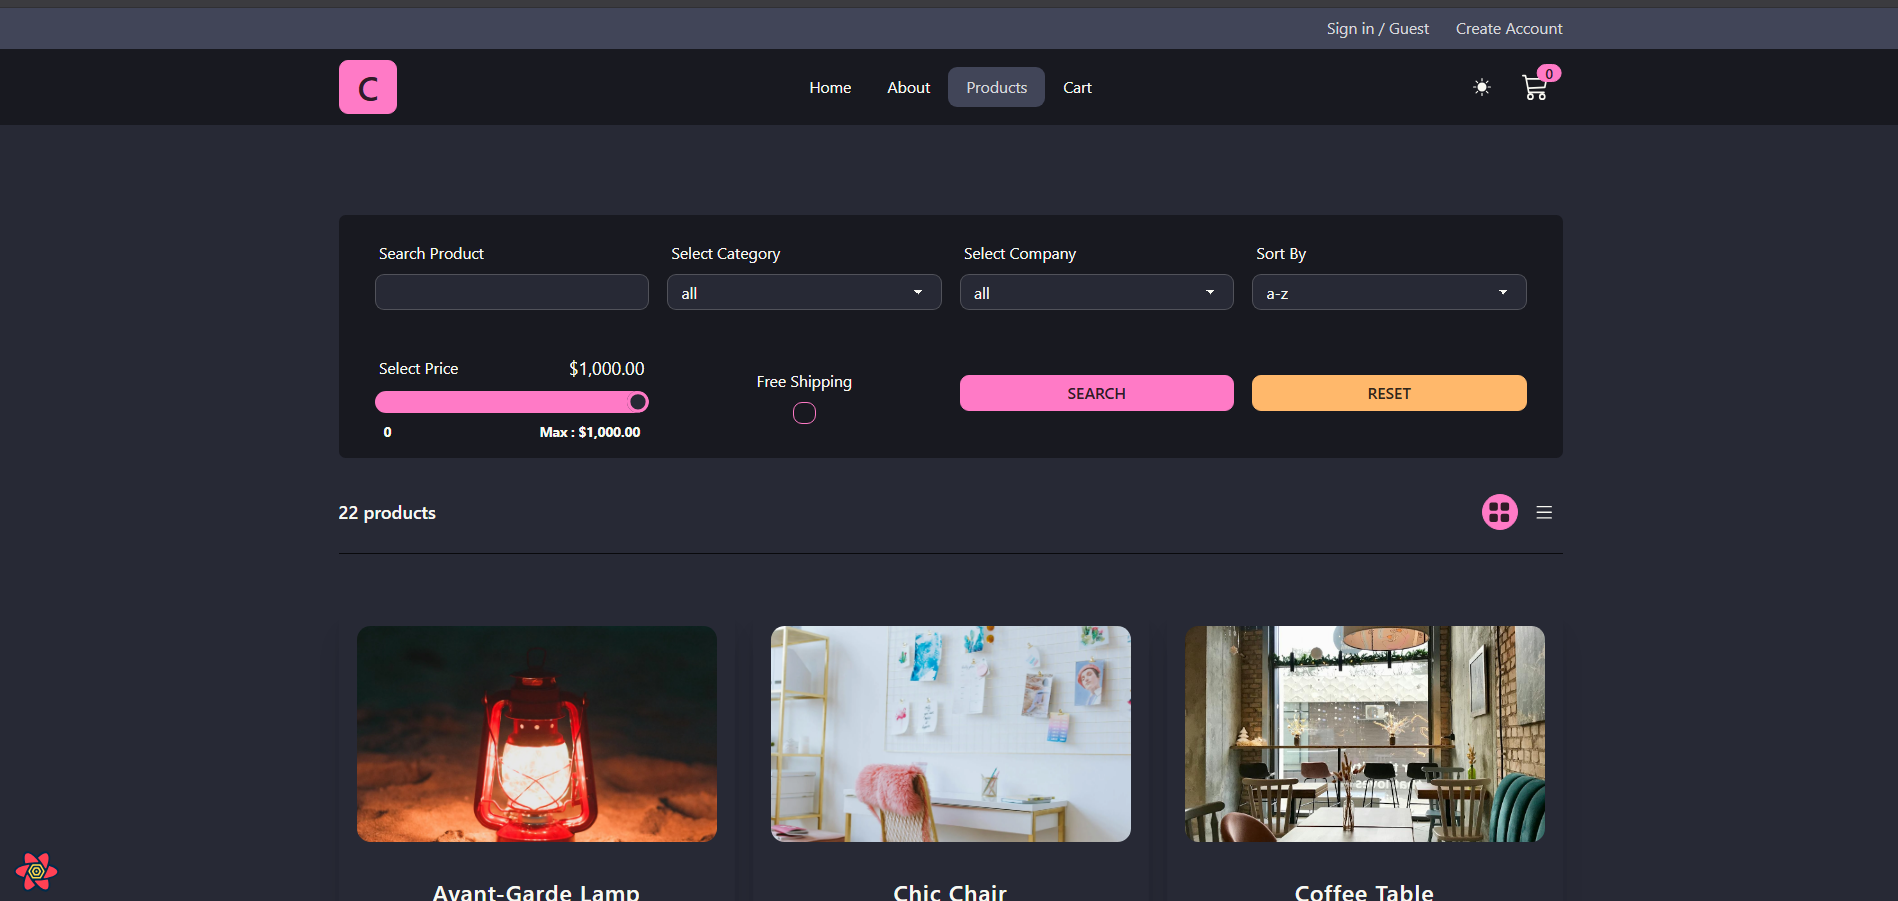 Sign in / Guest
Create Account
C
Home
About
Products
Cart
0
Search Product
Select Category
Select Company
Sort By
all
all
a-z
Select Price
$1,000.00
Free Shipping
SEARCH
RESET
0
Max : $1,000.00
22 products
Avant-Garde Lamp
Chic Chair
Coffee Table